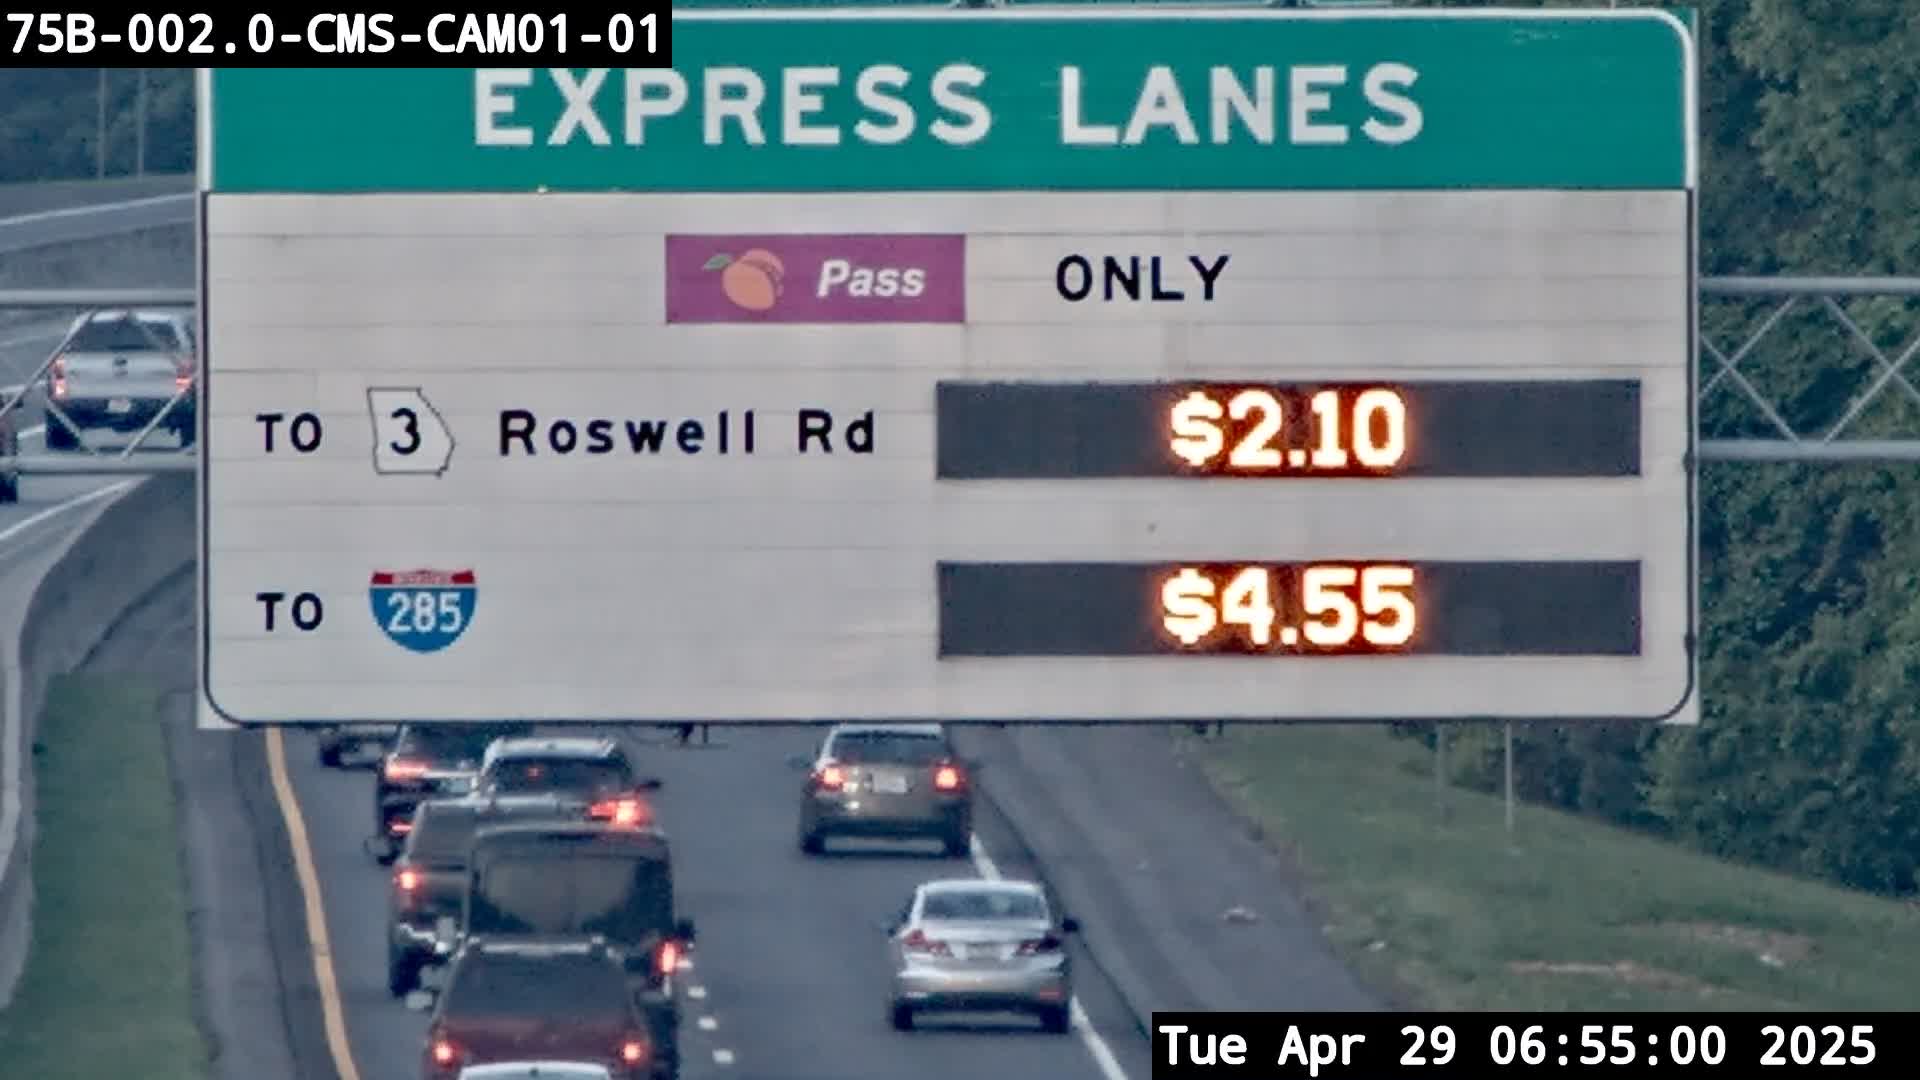 75B-002.0-CMS-CAM01-01
EXPRESS LANES
Pass ONLY
TO 3 Roswell Rd $2.10
TO 285 $4.55
Tue Apr 29 06:55:00 2025